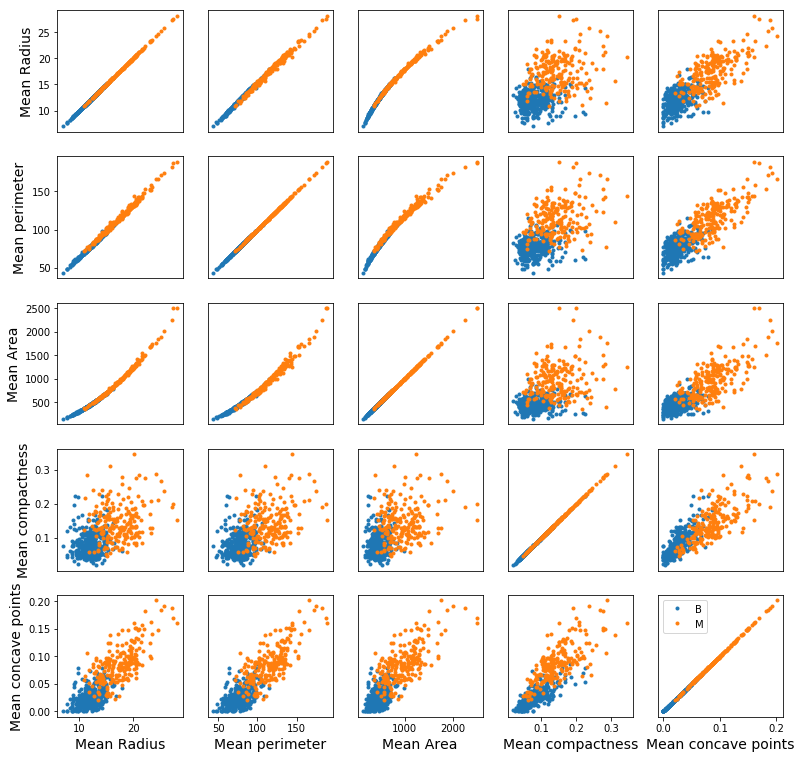 Mean Radius
25
20
15
10
Mean perimeter
150
100
50
Mean Area
2500
2000
1500
1000
500
Mean compactness
0.3
0.2
0.1
Mean concave points
0.20
0.15
0.10
0.05
0.00
B
M
10 20 50 100 150 1000 2000 0.1 0.2 0.3 0.0 0.1 0.2
Mean Radius Mean perimeter Mean Area Mean compactness Mean concave points